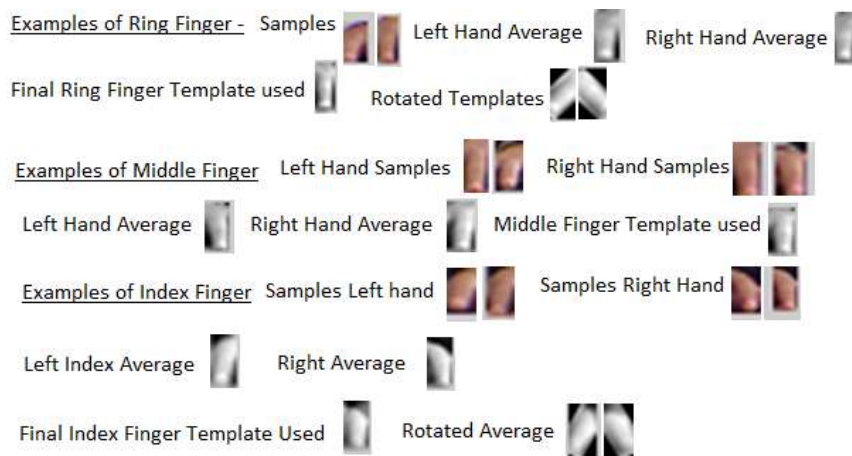 Examples of Ring Finger - Samples Left Hand Average Right Hand Average
Final Ring Finger Template used Rotated Templates
Examples of Middle Finger Left Hand Samples Right Hand Samples
Left Hand Average Right Hand Average Middle Finger Template used
Examples of Index Finger Samples Left hand Samples Right Hand
Left Index Average Right Average
Final Index Finger Template Used Rotated Average